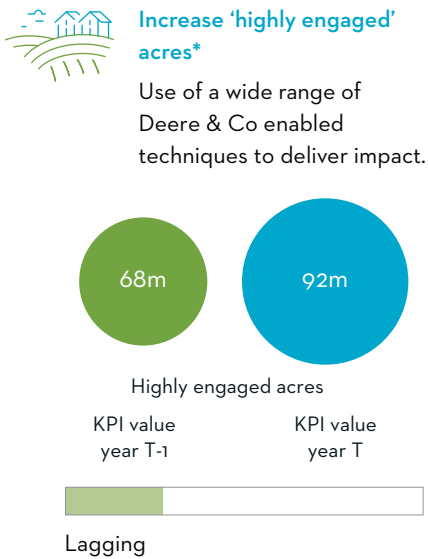 Increase ‘highly engaged’
acres*
Use of a wide range of
Deere & Co enabled
techniques to deliver impact.
68m
92m
Highly engaged acres
KPI value
year T-1
KPI value
year T
Lagging